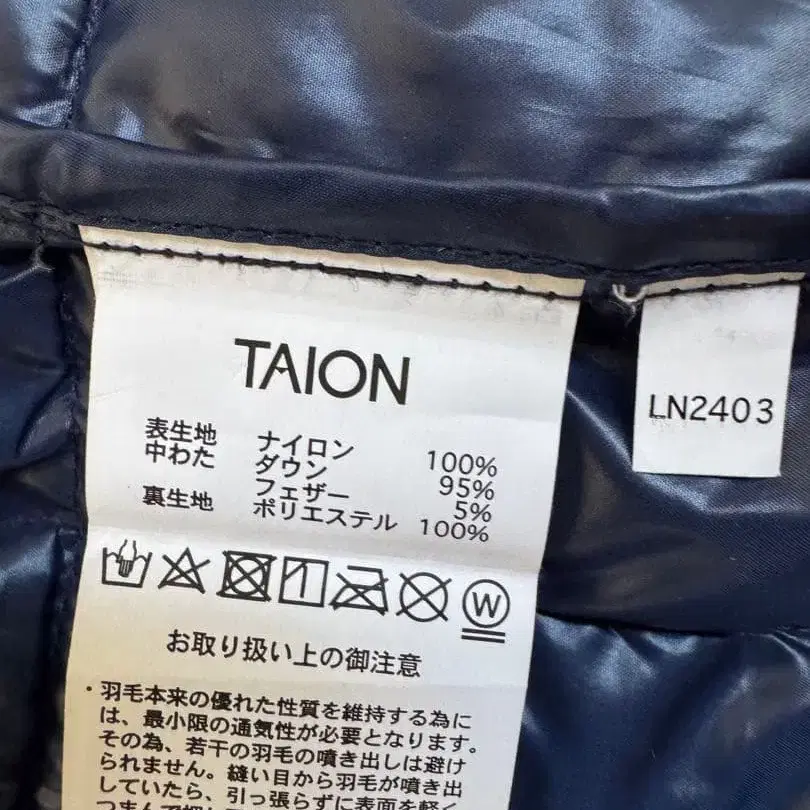 TAION
表生地 ナイロン 100%
中わた ダウン 95%
フェザー 5%
裏生地 ポリエステル 100%
W
お取り扱い上の御注意
・羽毛本来の優れた性質を維持する為に
は、最小限の通気性が必要となります。
その為、若干の羽毛の噴き出しは避け
られません。縫い目から羽毛が噴き出
していたら、引っ張らずに表面を軽く
LN2403